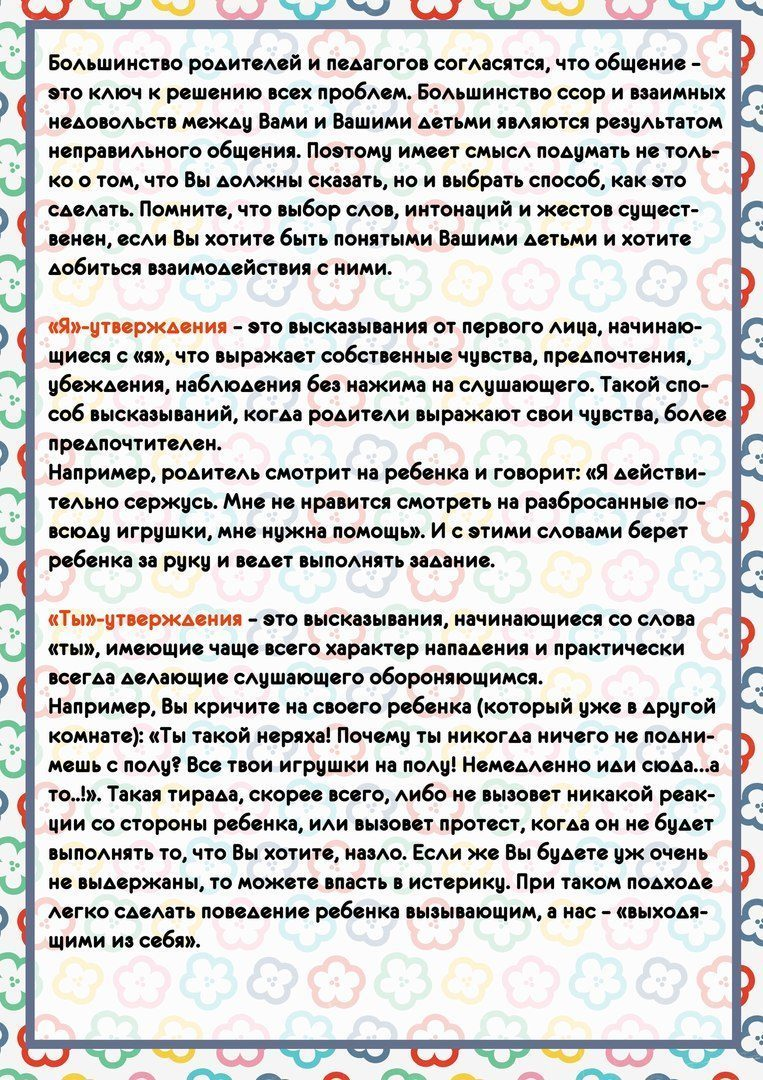 Большинство родителей и педагогов согласятся, что общение –
это ключ к решению всех проблем. Большинство ссор и взаимных
недовольств между Вами и Вашими детьми являются результатом
неправильного общения. Поэтому имеет смысл подумать не толь-
ко о том, что Вы должны сказать, но и выбрать способ, как это
сделать. Помните, что выбор слов, интонаций и жестов сущест-
венен, если Вы хотите быть понятыми Вашими детьми и хотите
добиться взаимодействия с ними.
«Я»-утверждения – это высказывания от первого лица, начинаю-
щиеся с «я», что выражает собственные чувства, предпочтения,
убеждения, наблюдения без нажима на слушающего. Такой спо-
соб высказываний, когда родители выражают свои чувства, более
предпочтителен.
Например, родитель смотрит на ребенка и говорит: «Я действи-
тельно сержусь. Мне не нравится смотреть на разбросанные по-
всюду игрушки, мне нужна помощь». И с этими словами берет
ребенка за руку и ведет выполнять задание.
«Ты»-утверждения – это высказывания, начинающиеся со слова
«ты», имеющие чаще всего характер нападения и практически
всегда делающие слушающего обороняющимся.
Например, Вы кричите на своего ребенка (который уже в другой
комнате): «Ты такой неряха! Почему ты никогда ничего не подни-
мешь с полу? Все твои игрушки на полу! Немедленно иди сюда...а
то..!». Такая тирада, скорее всего, либо не вызовет никакой реак-
ции со стороны ребенка, или вызовет протест, когда он не будет
выполнять то, что Вы хотите, назло. Если же Вы будете уж очень
не выдержаны, то можете впасть в истерику. При таком подходе
легко сделать поведение ребенка вызывающим, а нас – «выходя-
щими из себя».